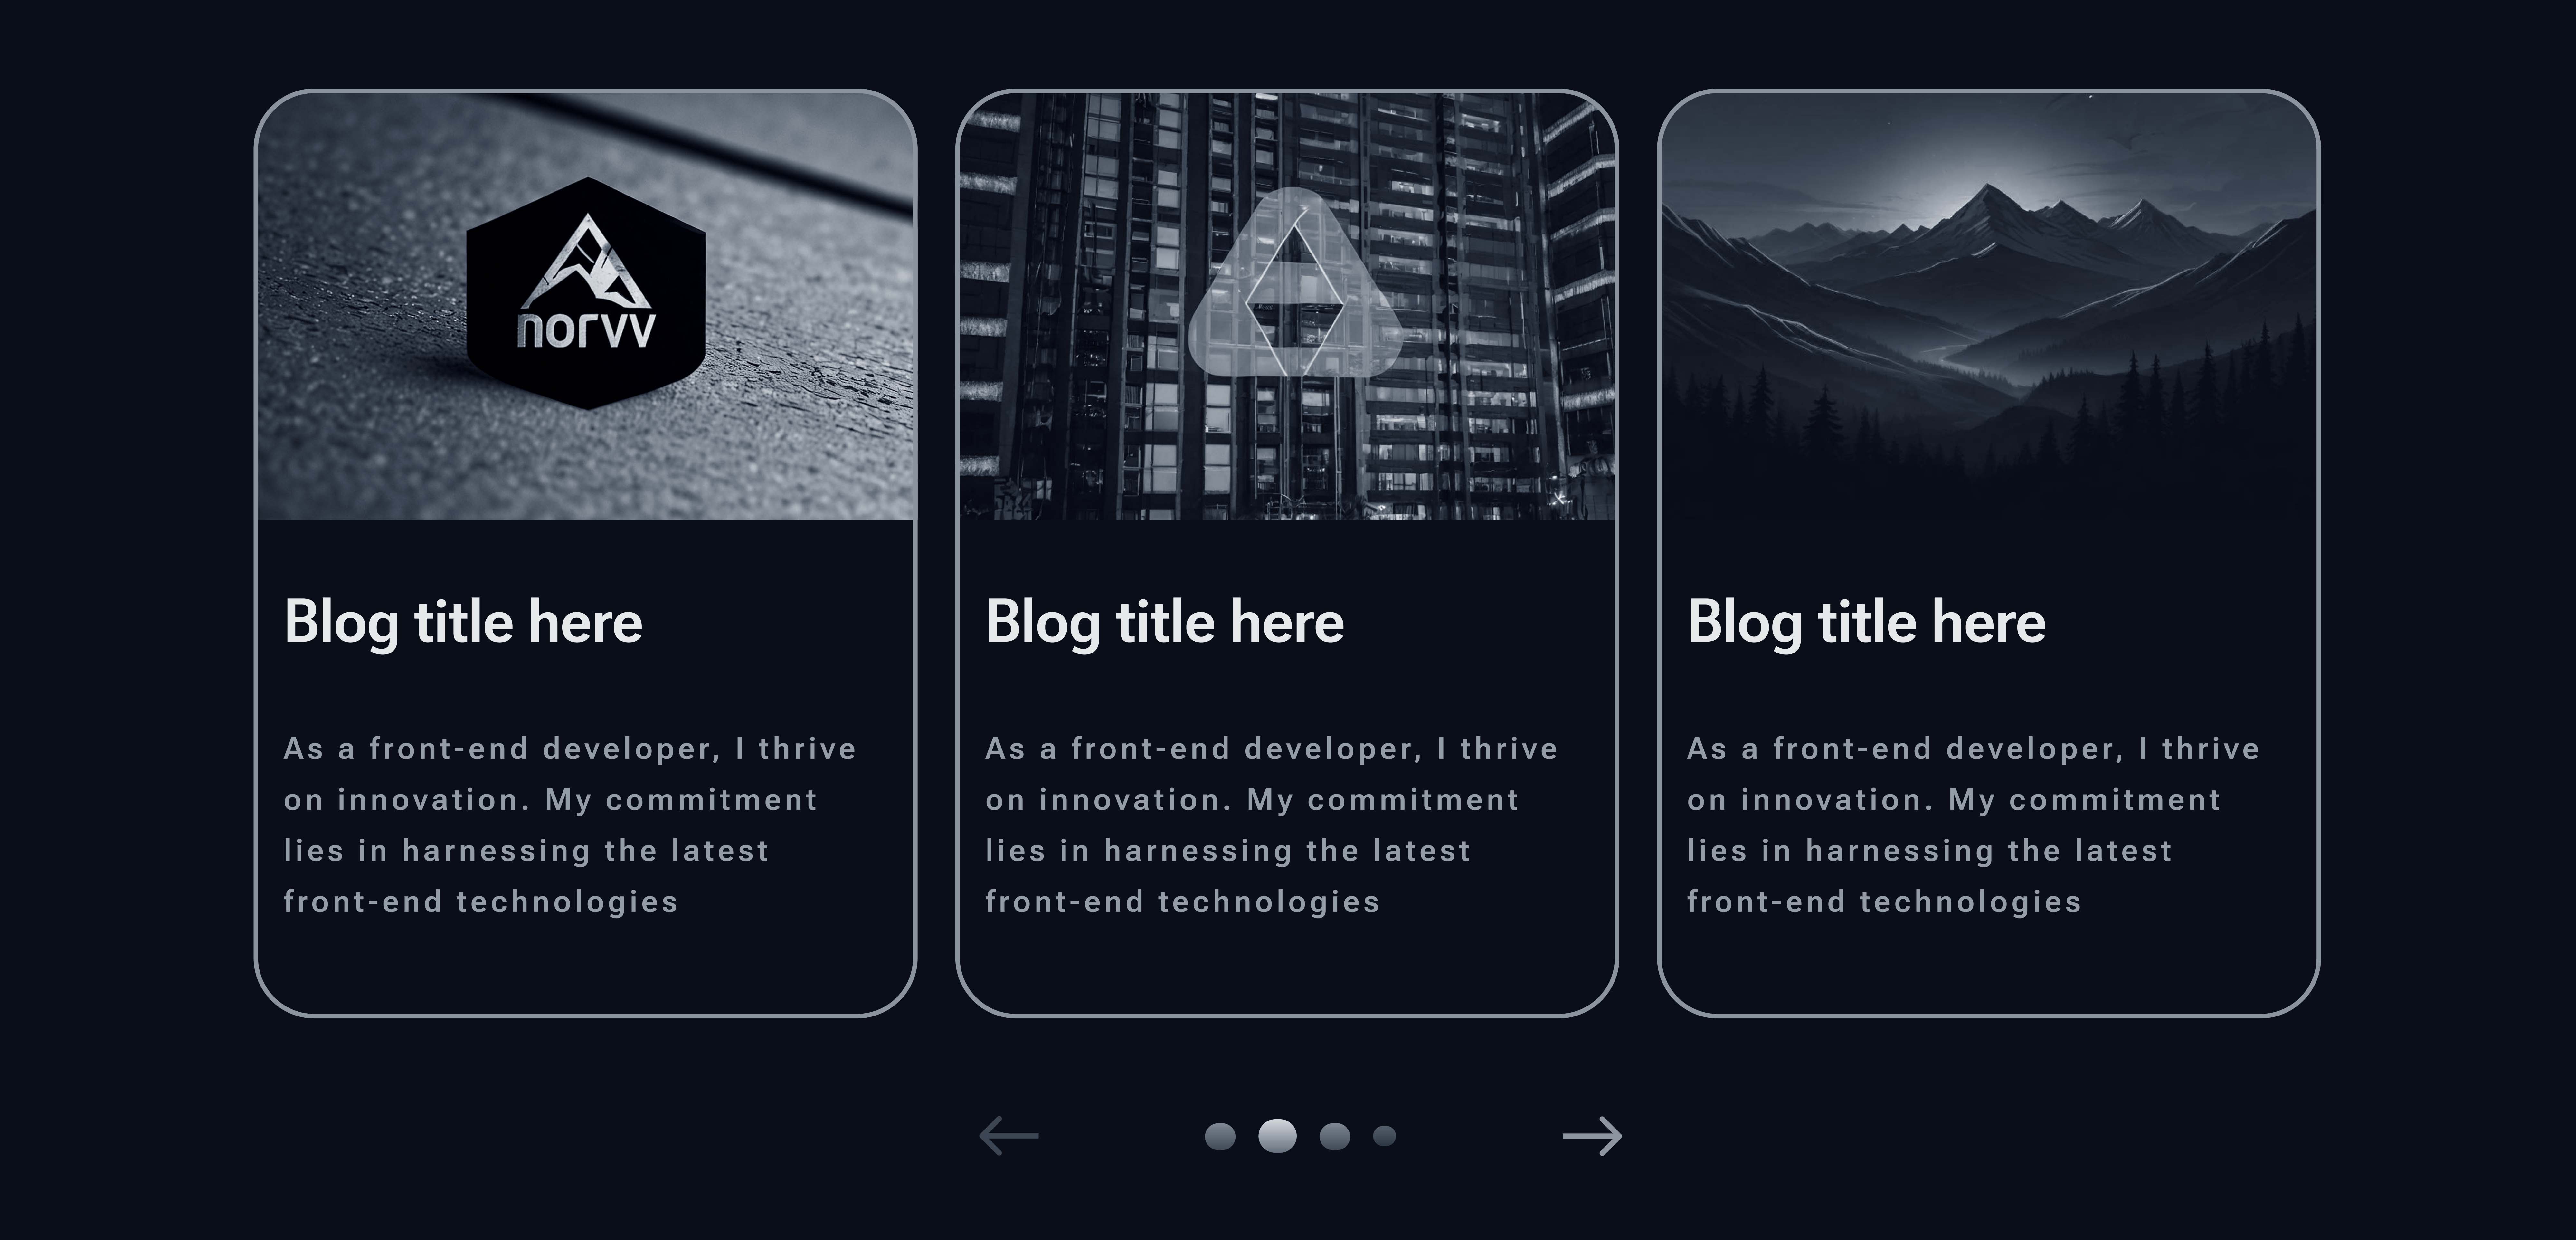 norvv
Blog title here
As a front-end developer, I thrive
on innovation. My commitment
lies in harnessing the latest
front-end technologies
Blog title here
As a front-end developer, I thrive
on innovation. My commitment
lies in harnessing the latest
front-end technologies
Blog title here
As a front-end developer, I thrive
on innovation. My commitment
lies in harnessing the latest
front-end technologies